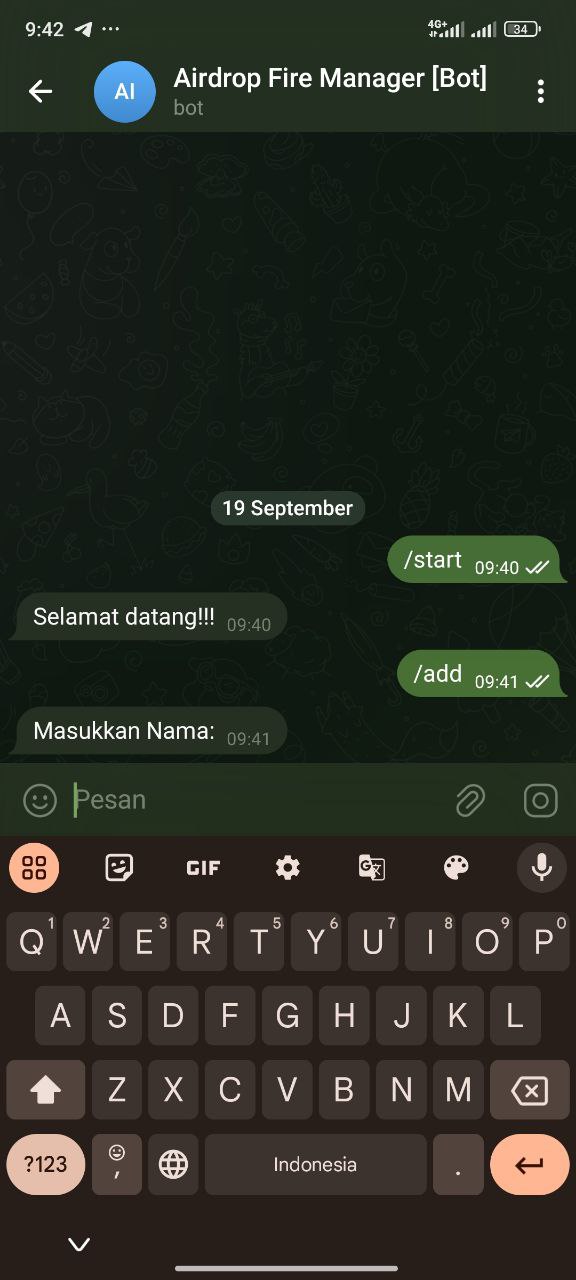 9:42
4G+
34
AI
Airdrop Fire Manager [Bot]
bot
19 September
/start 09:40
Selamat datang!!! 09:40
/add 09:41
Masukkan Nama: 09:41
Pesan
GIF
G
Q1 W2 E3 R4 T5 Y6 U7 I8 O9 P0
A S D F G H J K L
Z X C V B N M
?123 , Indonesia .